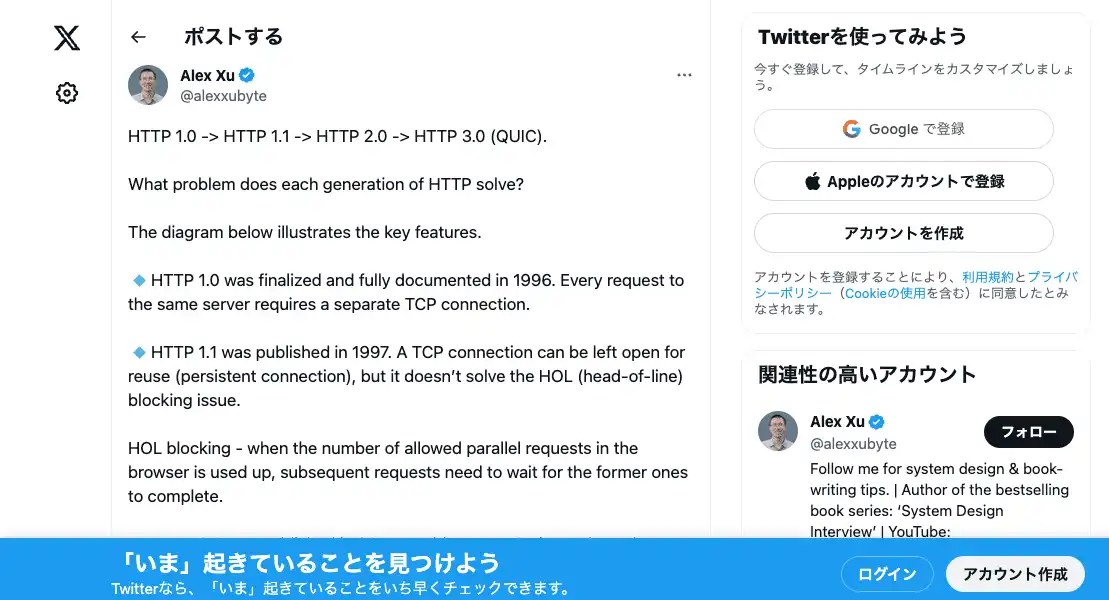 ポストする
Alex Xu
@alexxubyte
HTTP 1.0 -> HTTP 1.1 -> HTTP 2.0 -> HTTP 3.0 (QUIC).
What problem does each generation of HTTP solve?
The diagram below illustrates the key features.
🔹HTTP 1.0 was finalized and fully documented in 1996. Every request to
the same server requires a separate TCP connection.
🔹HTTP 1.1 was published in 1997. A TCP connection can be left open for
reuse (persistent connection), but it doesn’t solve the HOL (head-of-line)
blocking issue.
HOL blocking - when the number of allowed parallel requests in the
browser is used up, subsequent requests need to wait for the former ones
to complete.
Twitterを使ってみよう
今すぐ登録して、タイムラインをカスタマイズしましょ
う。
Google で登録
Appleのアカウントで登録
アカウントを作成
アカウントを登録することにより、利用規約とプライバ
シーポリシー（Cookieの使用を含む）に同意したとみ
なされます。
関連性の高いアカウント
Alex Xu
@alexxubyte
フォロー
Follow me for system design & book-
writing tips. | Author of the bestselling
book series: ‘System Design
Interview’ | YouTube:
「いま」起きていることを見つけよう
Twitterなら、「いま」起きていることをいち早くチェックできます。
ログイン
アカウント作成